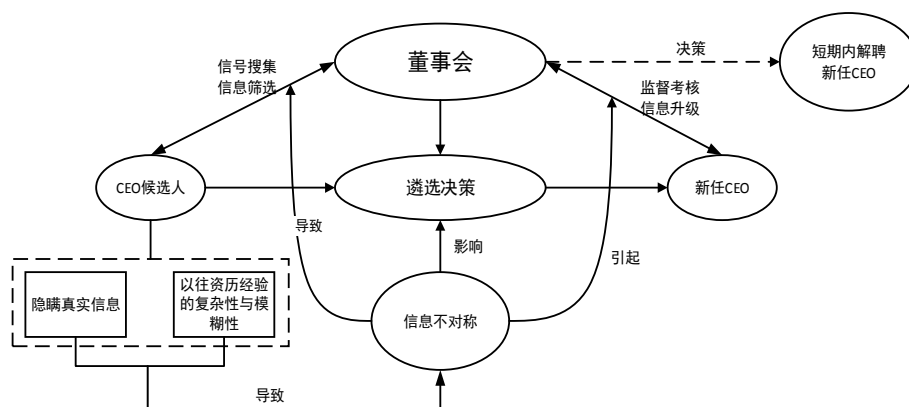 董事会
决策
短期内解聘
新任CEO
信号搜集
信息筛选
监督考核
信息升级
CEO候选人
遴选决策
新任CEO
导致
影响
引起
隐瞒真实信息
以往资历经验
的复杂性与模
糊性
信息不对称
导致